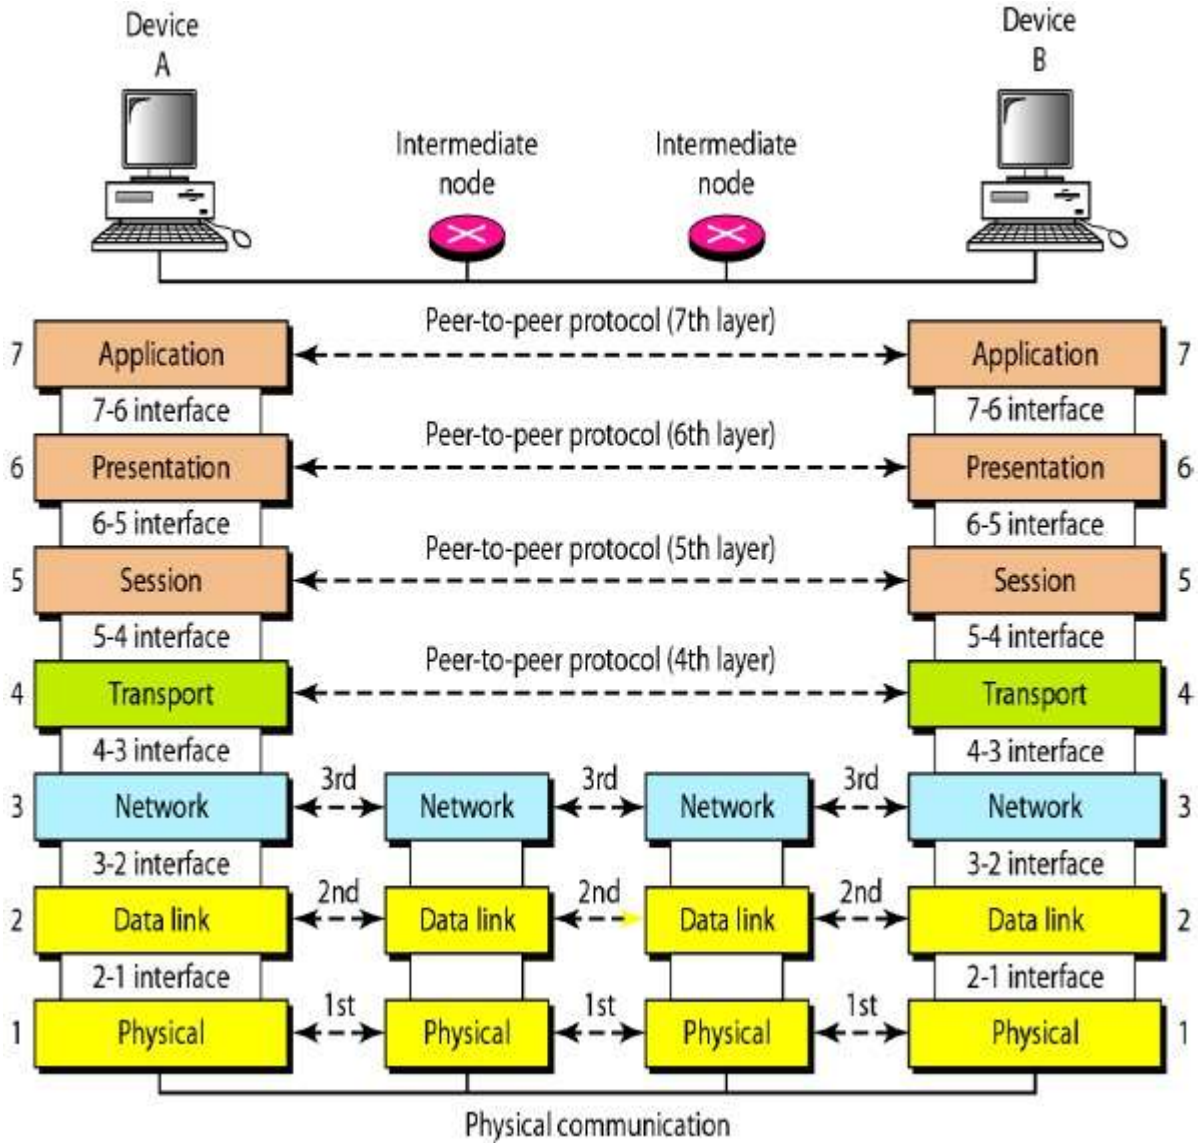 Device
A
Device
B
Intermediate
node
Intermediate
node
Peer-to-peer protocol (7th layer)
7 Application Application 7
7-6 interface 7-6 interface
Peer-to-peer protocol (6th layer)
6 Presentation Presentation 6
6-5 interface 6-5 interface
Peer-to-peer protocol (5th layer)
5 Session Session 5
5-4 interface 5-4 interface
Peer-to-peer protocol (4th layer)
4 Transport Transport 4
4-3 interface 4-3 interface
3rd 3rd 3rd
3 Network Network Network Network 3
3-2 interface 3-2 interface
2nd 2nd 2nd
2 Data link Data link Data link Data link 2
2-1 interface 2-1 interface
1st 1st 1st
1 Physical Physical Physical Physical 1
Physical communication